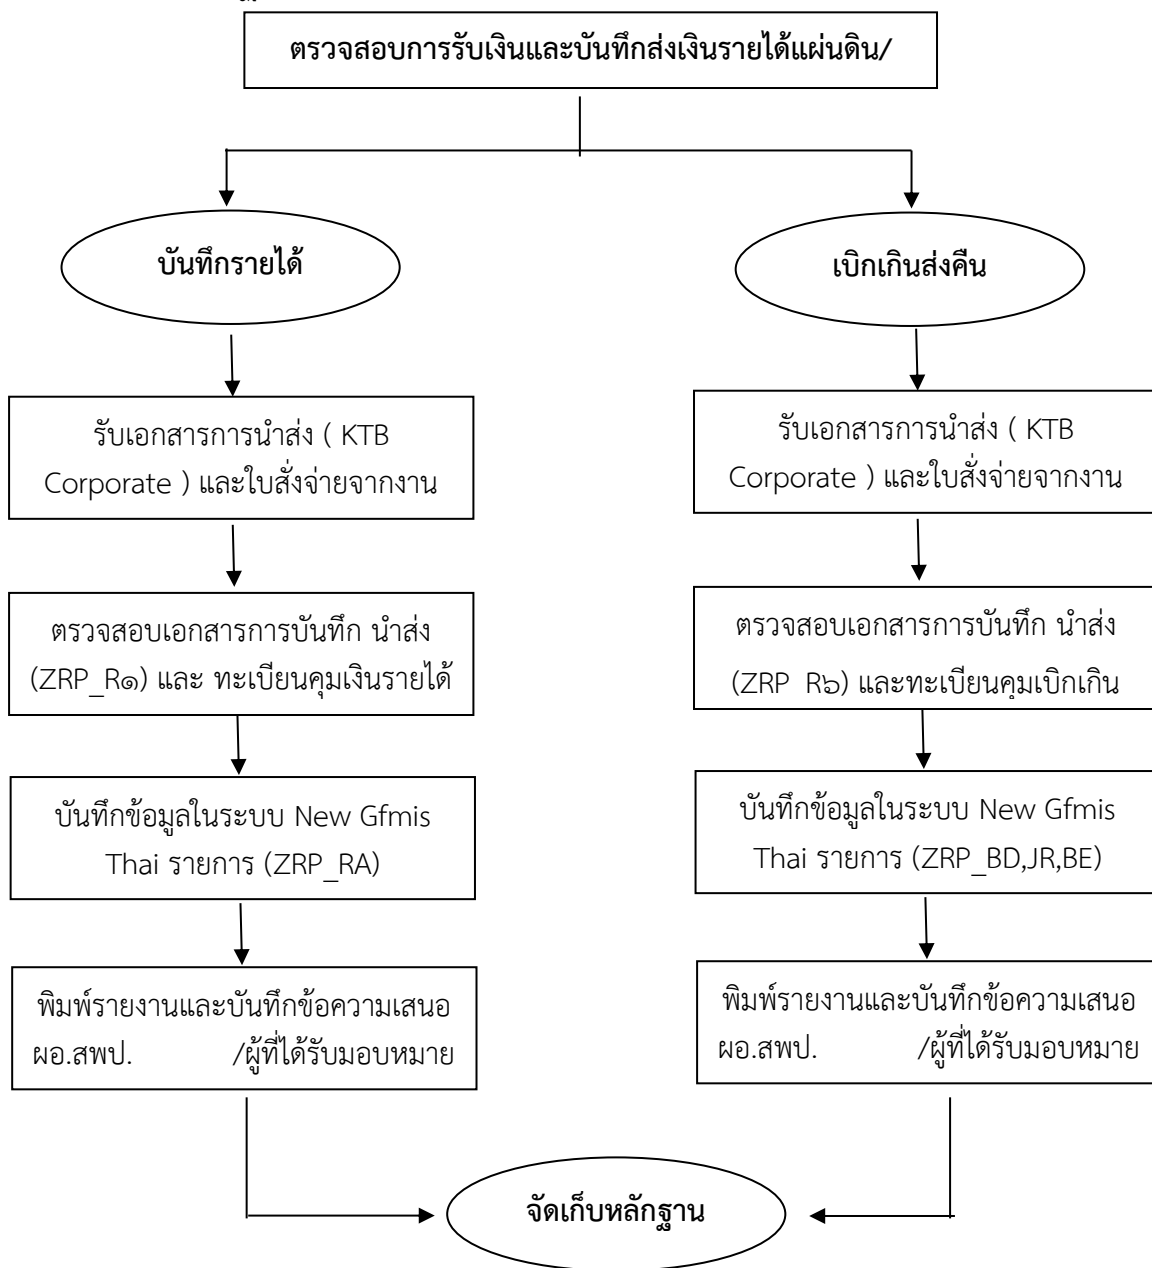 ตรวจสอบการรับเงินและบันทึกส่งเงินรายได้แผ่นดิน/
บันทึกรายได้
เบิกเกินส่งคืน
รับเอกสารการนำส่ง ( KTB
Corporate ) และใบสั่งจ่ายจากงาน
รับเอกสารการนำส่ง ( KTB
Corporate ) และใบสั่งจ่ายจากงาน
ตรวจสอบเอกสารการบันทึก นำส่ง
(ZRP_R๑) และ ทะเบียนคุมเงินรายได้
ตรวจสอบเอกสารการบันทึก นำส่ง
(ZRP R๖) และทะเบียนคุมเบิกเกิน
บันทึกข้อมูลในระบบ New Gfmis
Thai รายการ (ZRP_RA)
บันทึกข้อมูลในระบบ New Gfmis
Thai รายการ (ZRP_BD,JR,BE)
พิมพ์รายงานและบันทึกข้อความเสนอ
ผอ.สพป. /ผู้ที่ได้รับมอบหมาย
พิมพ์รายงานและบันทึกข้อความเสนอ
ผอ.สพป. /ผู้ที่ได้รับมอบหมาย
จัดเก็บหลักฐาน